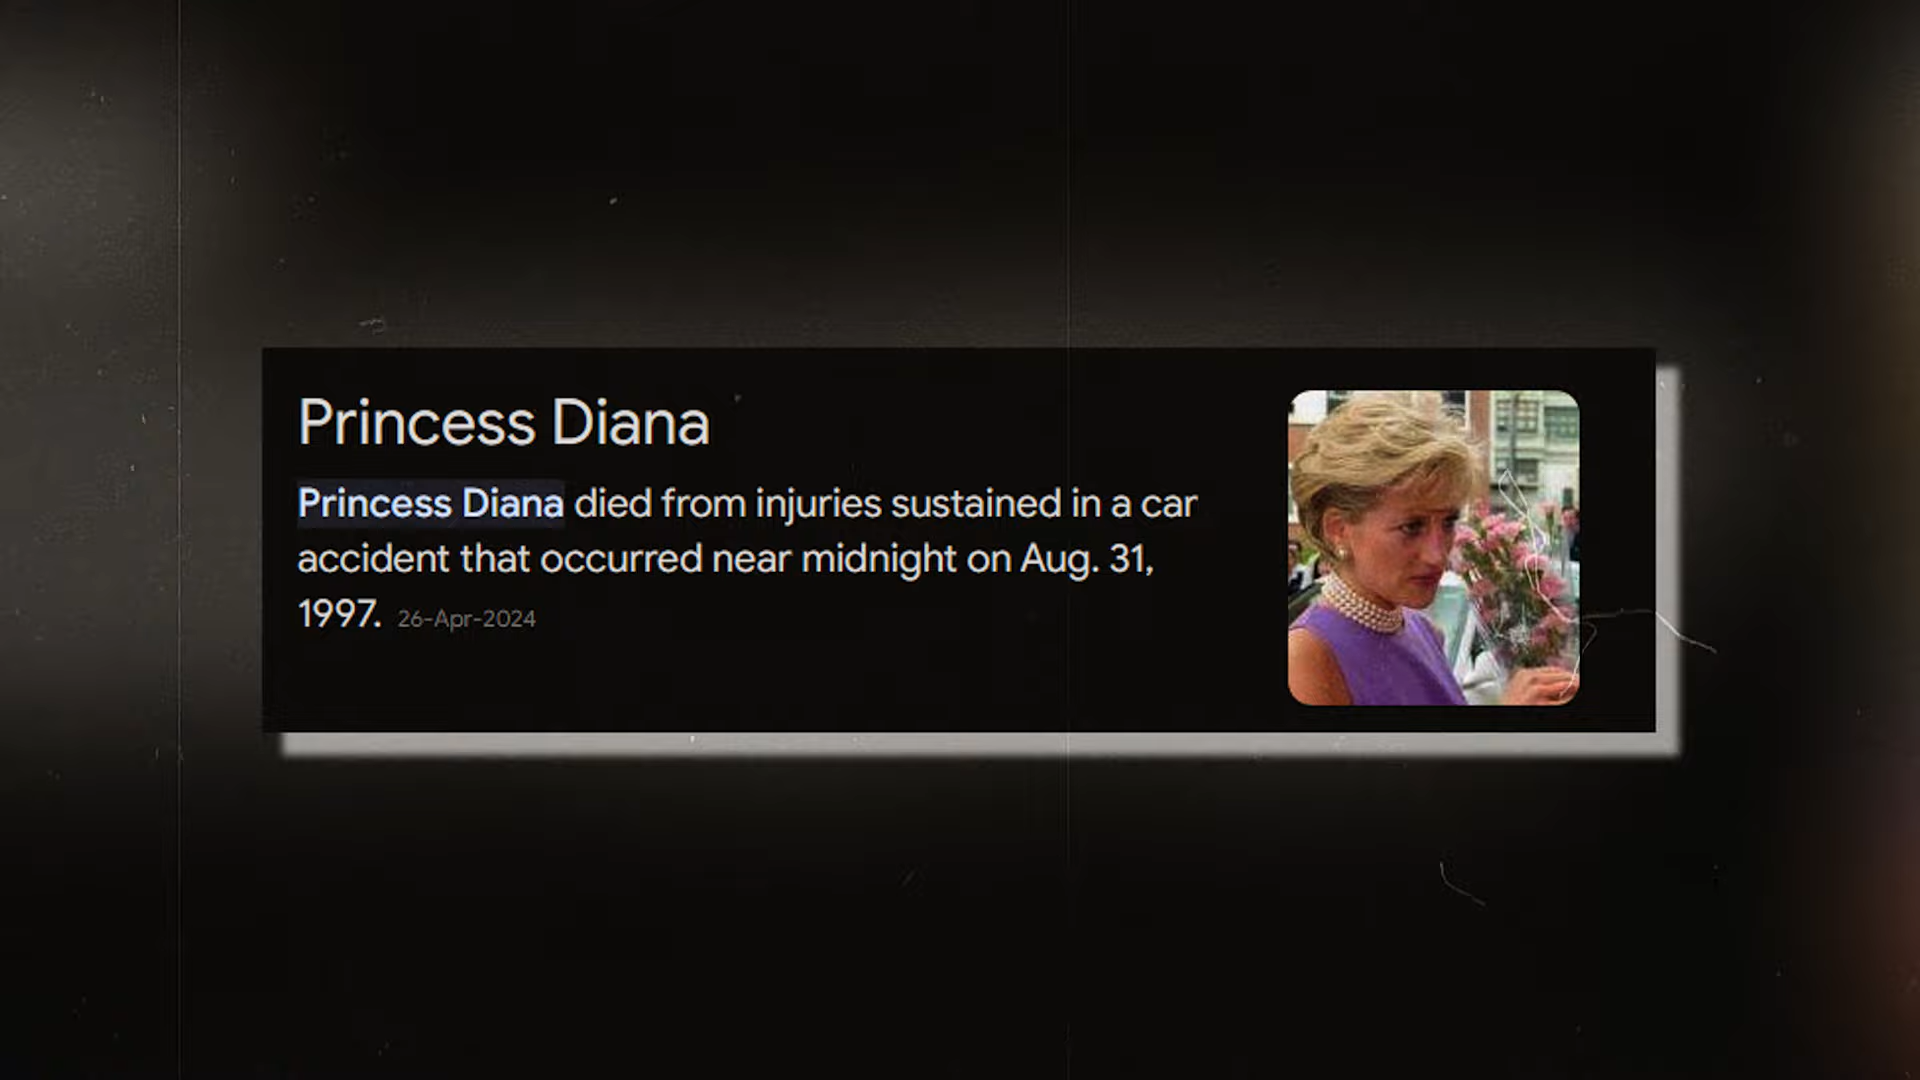 Princess Diana
Princess Diana died from injuries sustained in a car
accident that occurred near midnight on Aug. 31,
1997. 26-Apr-2024